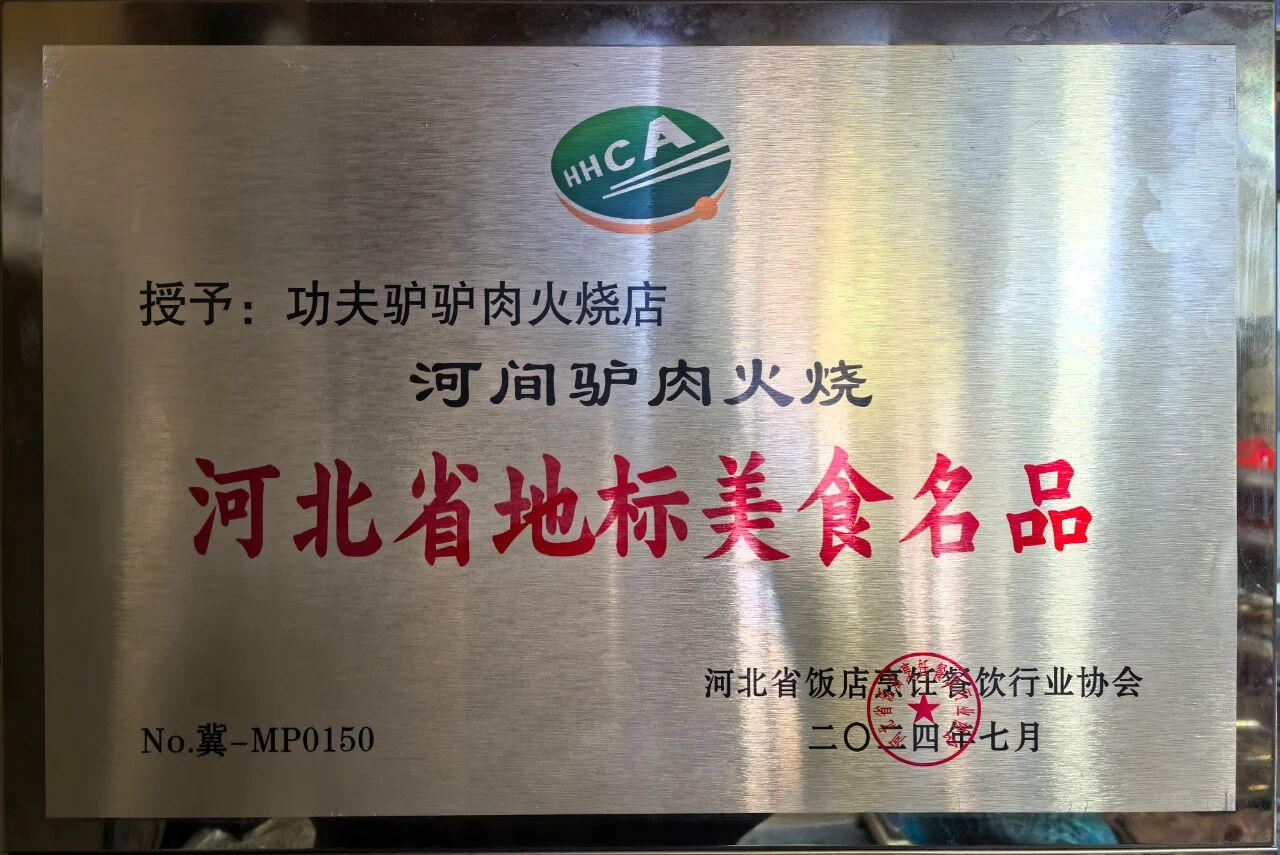 HHCA
授予：功夫驴驴肉火烧店
河间驴肉火烧
河北省地标美食名品
河北省饭店烹饪餐饮行业协会
No.冀-MP0150
二〇二四年七月